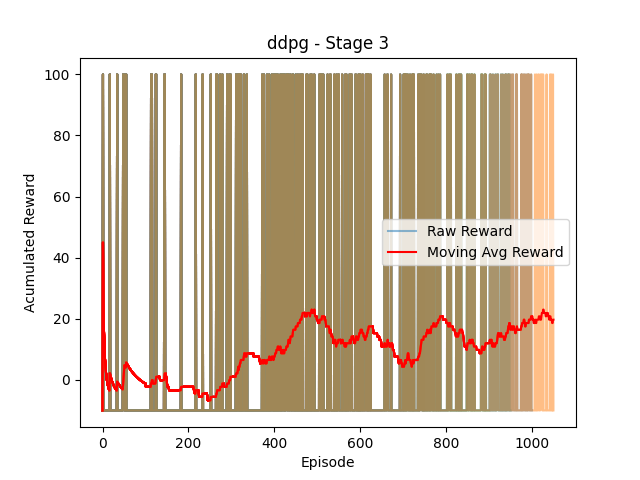 ddpg - Stage 3
100
80
60
40
20
0
Acumulated Reward
Raw Reward
Moving Avg Reward
0 200 400 600 800 1000
Episode